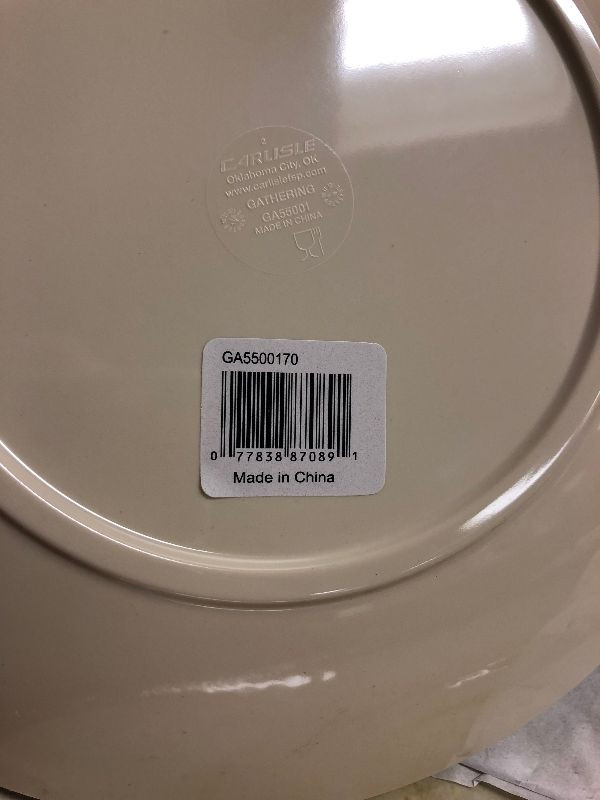 2
CARLISLE
Oklahoma City, OK
www.carlislefsp.com
GATHERING
GA55001
MADE IN CHINA
GA5500170
0 77838 87089 1
Made in China